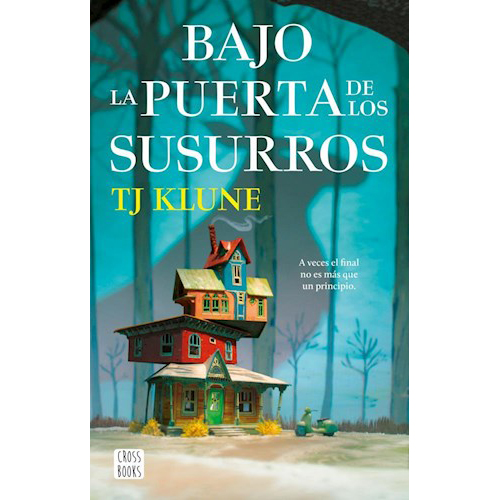 BAJO
LA PUERTA DE LOS
SUSURROS
TJ KLUNE
A veces el final
no es más que
un principio.
CROSS
BOOKS